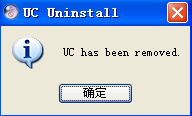 UC Uninstall
UC has been removed.
确定